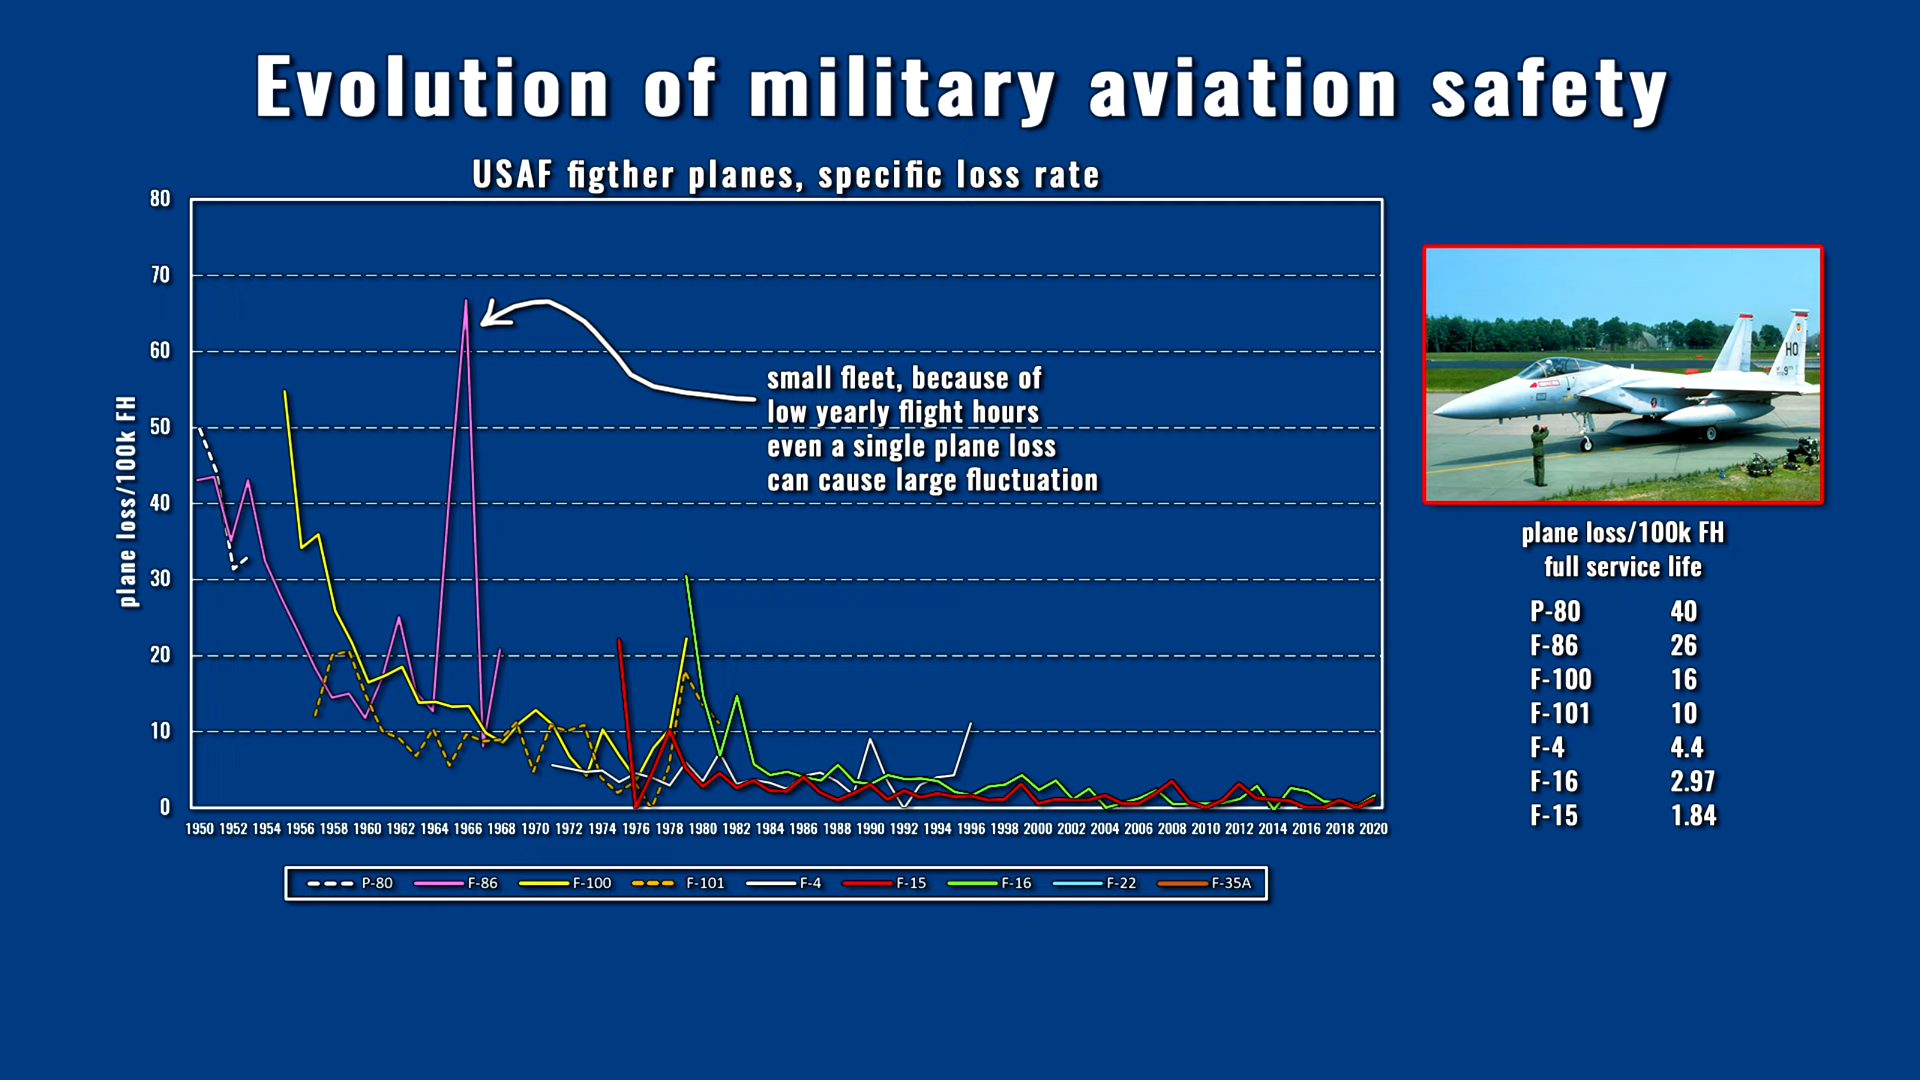 Evolution of military aviation safety
USAF figther planes, specific loss rate
80
70
60
50
40
30
20
10
0
plane loss/100k FH
small fleet, because of
low yearly flight hours
even a single plane loss
can cause large fluctuation
1950 1952 1954 1956 1958 1960 1962 1964 1966 1968 1970 1972 1974 1976 1978 1980 1982 1984 1986 1988 1990 1992 1994 1996 1998 2000 2002 2004 2006 2008 2010 2012 2014 2016 2018 2020
P-80 F-86 F-100 F-101 F-4 F-15 F-16 F-22 F-35A
HO
plane loss/100k FH
full service life
P-80 40
F-86 26
F-100 16
F-101 10
F-4 4.4
F-16 2.97
F-15 1.84